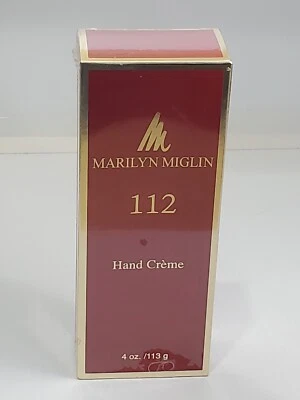 MARILYN MIGLIN
112
Hand Crème
4 oz. /113 g